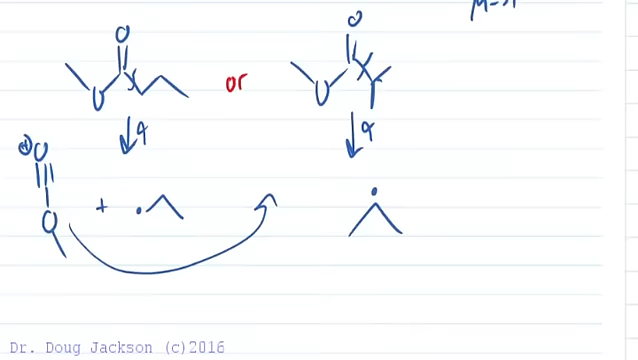 O O
or
O O
α α
⊕O
+
O
Dr. Doug Jackson (c)2016